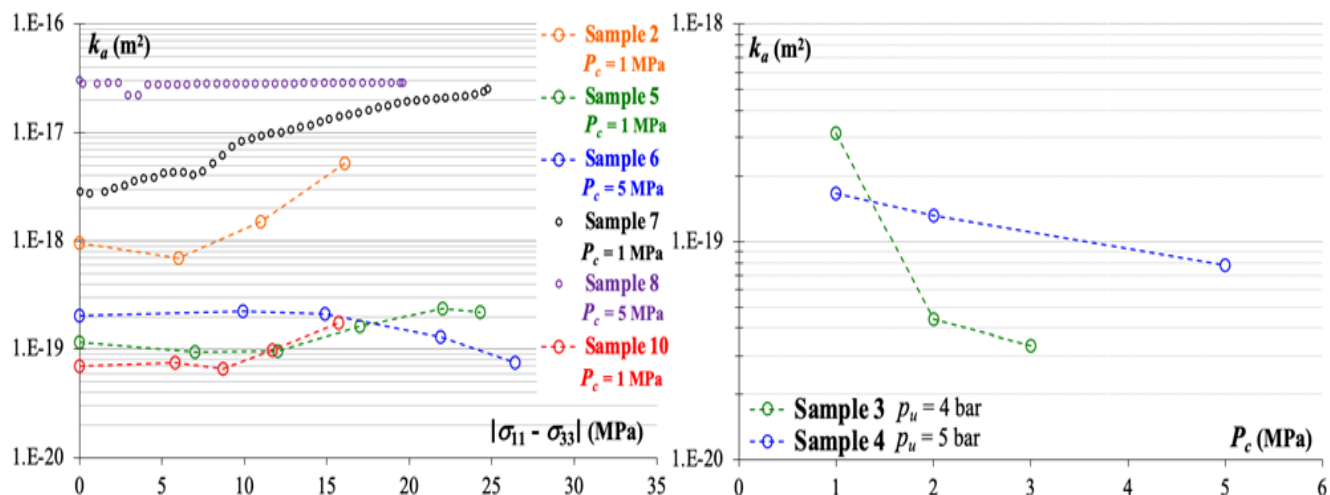 1.E-16
1.E-17
1.E-18
1.E-19
1.E-20
kₐ (m²)
0 5 10 15 20 25 30 35
|σ₁₁ - σ₃₃| (MPa)
Sample 2
P_c = 1 MPa
Sample 5
P_c = 1 MPa
Sample 6
P_c = 5 MPa
Sample 7
P_c = 1 MPa
Sample 8
P_c = 5 MPa
Sample 10
P_c = 1 MPa
1.E-18
1.E-19
1.E-20
kₐ (m²)
Sample 3 pᵤ = 4 bar
Sample 4 pᵤ = 5 bar
P_c (MPa)
0 1 2 3 4 5 6